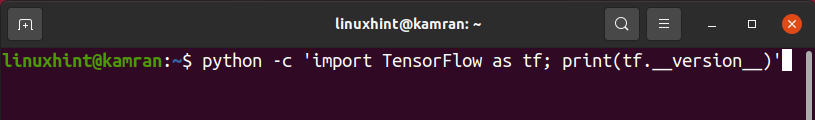 linuxhint@kamran: ~
linuxhint@kamran:~$ python -c 'import TensorFlow as tf; print(tf.__version__)'